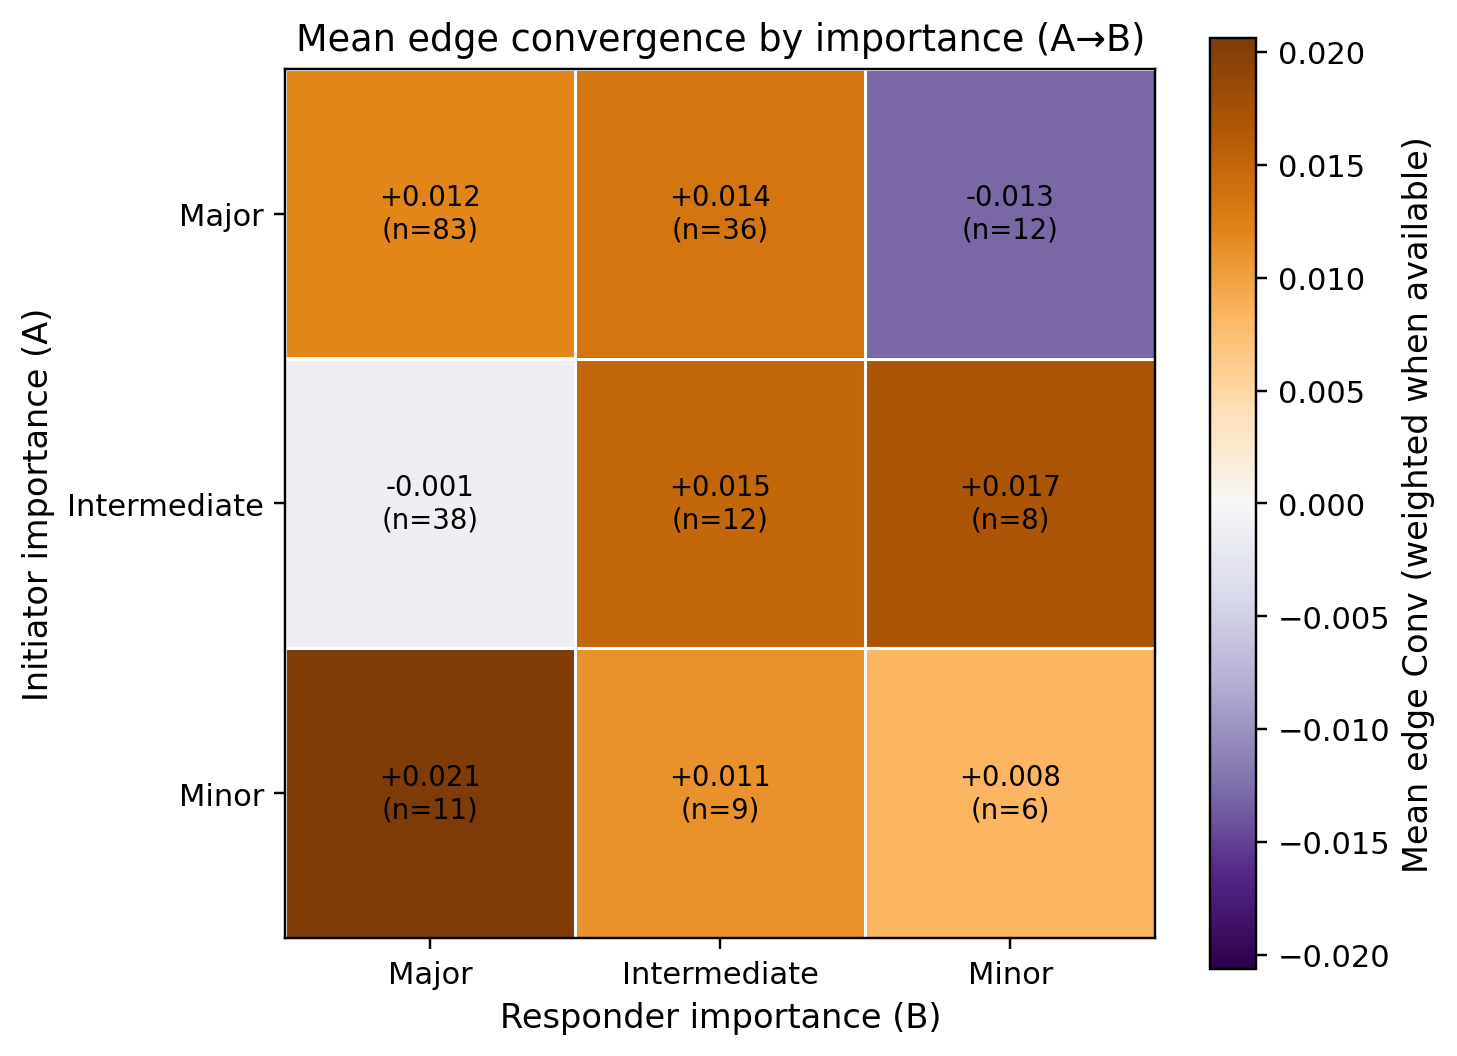 Mean edge convergence by importance (A→B)
Initiator importance (A)
Major
Intermediate
Minor
+0.012
(n=83)
+0.014
(n=36)
-0.013
(n=12)
-0.001
(n=38)
+0.015
(n=12)
+0.017
(n=8)
+0.021
(n=11)
+0.011
(n=9)
+0.008
(n=6)
Major
Intermediate
Minor
Responder importance (B)
0.020
0.015
0.010
0.005
0.000
−0.005
−0.010
−0.015
−0.020
Mean edge Conv (weighted when available)